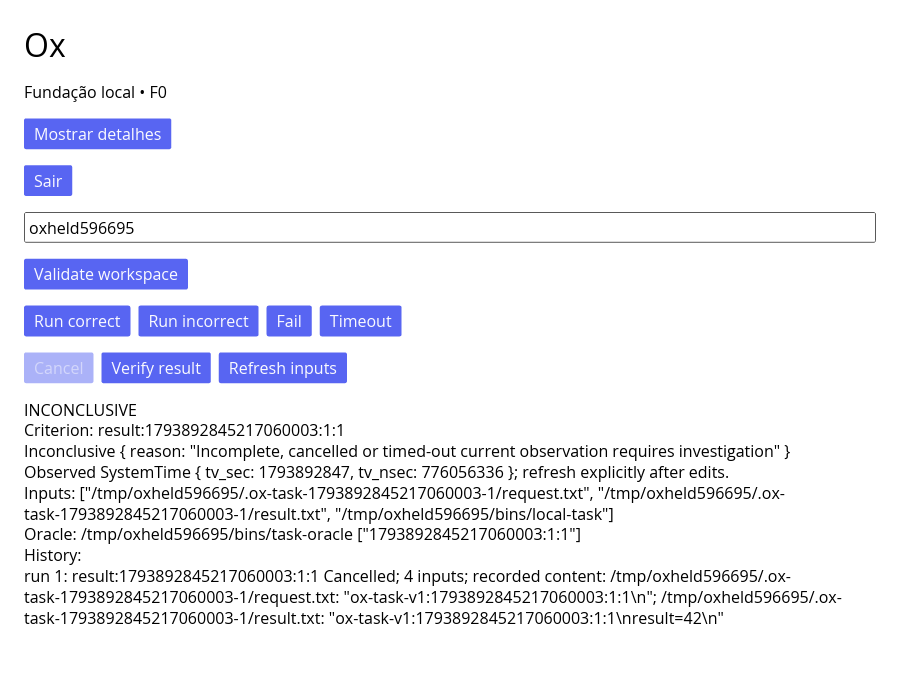 Ox
Fundação local • F0
Mostrar detalhes
Sair
oxheld596695
Validate workspace
Run correct Run incorrect Fail Timeout
Cancel Verify result Refresh inputs
INCONCLUSIVE
Criterion: result:1793892845217060003:1:1
Inconclusive { reason: "Incomplete, cancelled or timed-out current observation requires investigation" }
Observed SystemTime { tv_sec: 1793892847, tv_nsec: 776056336 }; refresh explicitly after edits.
Inputs: ["/tmp/oxheld596695/.ox-task-1793892845217060003-1/request.txt", "/tmp/oxheld596695/.ox-
task-1793892845217060003-1/result.txt", "/tmp/oxheld596695/bins/local-task"]
Oracle: /tmp/oxheld596695/bins/task-oracle ["1793892845217060003:1:1"]
History:
run 1: result:1793892845217060003:1:1 Cancelled; 4 inputs; recorded content: /tmp/oxheld596695/.ox-
task-1793892845217060003-1/request.txt: "ox-task-v1:1793892845217060003:1:1\n"; /tmp/oxheld596695/.ox-
task-1793892845217060003-1/result.txt: "ox-task-v1:1793892845217060003:1:1\nresult=42\n"